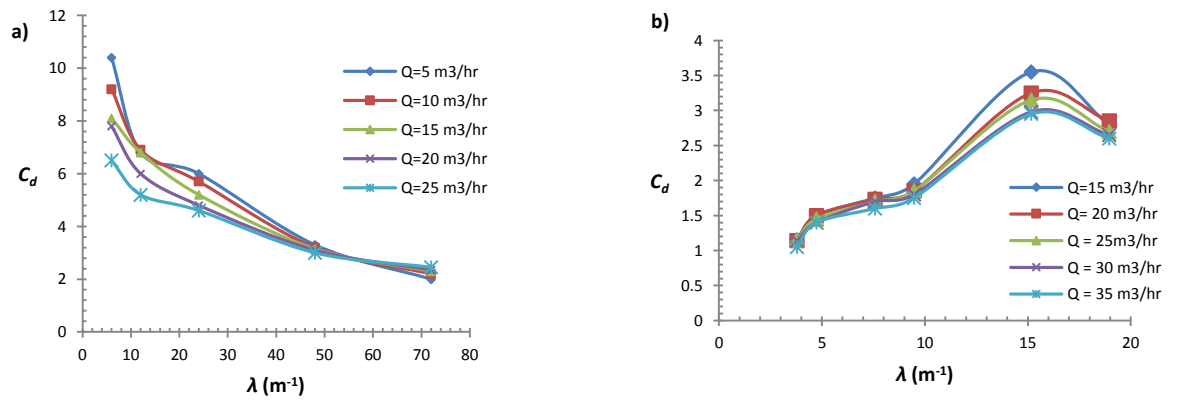 a)
12
10
8
6
4
2
0
C_d
0 10 20 30 40 50 60 70 80
λ (m⁻¹)
Q=5 m3/hr
Q=10 m3/hr
Q=15 m3/hr
Q=20 m3/hr
Q=25 m3/hr
b)
4
3.5
3
2.5
2
1.5
1
0.5
0
C_d
0 5 10 15 20
λ (m⁻¹)
Q=15 m3/hr
Q= 20 m3/hr
Q = 25m3/hr
Q = 30 m3/hr
Q = 35 m3/hr